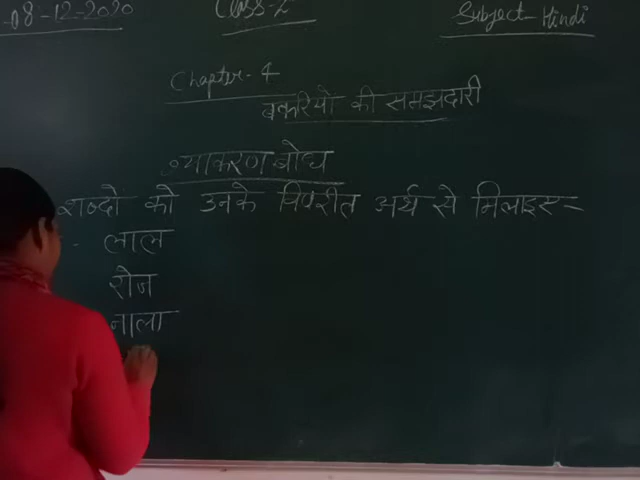 08-12-2020 Class-2 Subject-Hindi
Chapter-4
बकरियो की समझदारी
व्याकरण बोध
शब्दों को उनके विपरीत अर्थ से मिलाइए-
लाल
रोज
नाला